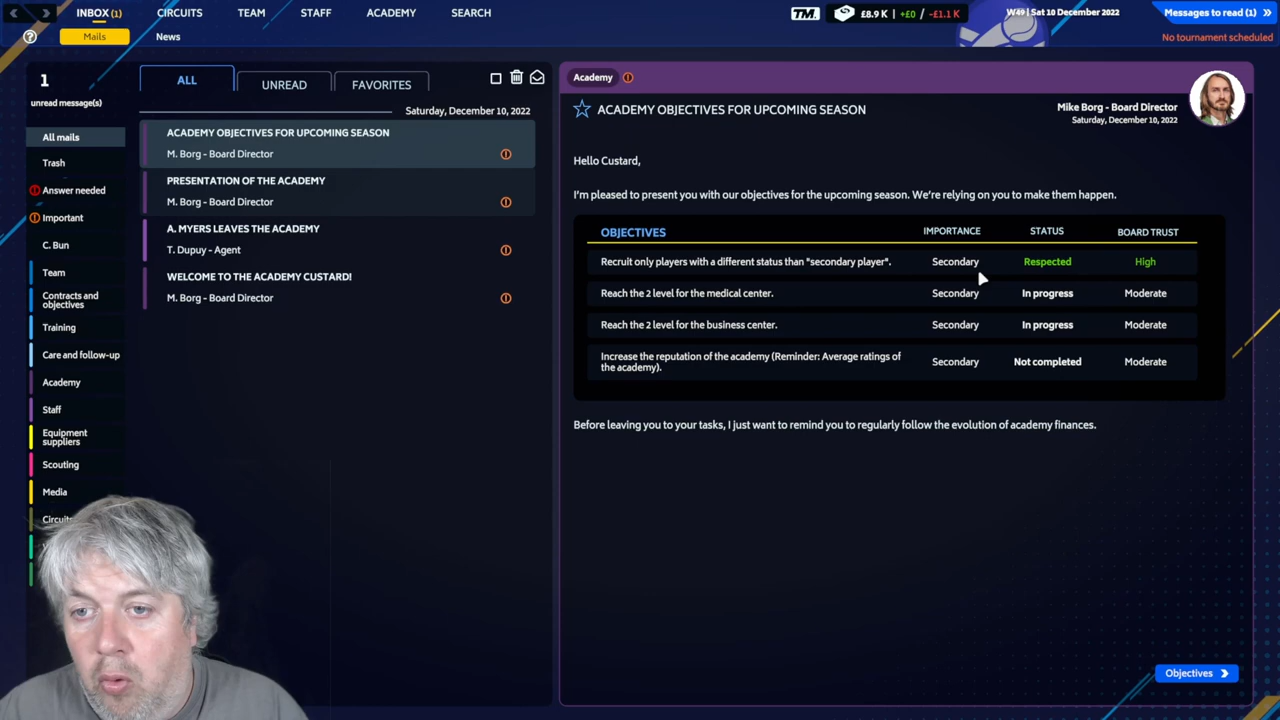 INBOX (1)
CIRCUITS
TEAM
STAFF
ACADEMY
SEARCH
TM.
£8.9 K | +£0 / -£1.1 K
W49 | Sat 10 December 2022
Messages to read (1)
Mails
News
No tournament scheduled
1
unread message(s)
All mails
Trash
Answer needed
Important
C. Bun
Team
Contracts and
objectives
Training
Care and follow-up
Academy
Staff
Equipment
suppliers
Scouting
Media
ALL
UNREAD
FAVORITES
Saturday, December 10, 2022
ACADEMY OBJECTIVES FOR UPCOMING SEASON
M. Borg - Board Director
PRESENTATION OF THE ACADEMY
M. Borg - Board Director
A. MYERS LEAVES THE ACADEMY
T. Dupuy - Agent
WELCOME TO THE ACADEMY CUSTARD!
M. Borg - Board Director
Academy
ACADEMY OBJECTIVES FOR UPCOMING SEASON
Mike Borg - Board Director
Saturday, December 10, 2022
Hello Custard,
I'm pleased to present you with our objectives for the upcoming season. We're relying on you to make them happen.
OBJECTIVES IMPORTANCE STATUS BOARD TRUST
Recruit only players with a different status than "secondary player". Secondary Respected High
Reach the 2 level for the medical center. Secondary In progress Moderate
Reach the 2 level for the business center. Secondary In progress Moderate
Increase the reputation of the academy (Reminder: Average ratings of
the academy). Secondary Not completed Moderate
Before leaving you to your tasks, I just want to remind you to regularly follow the evolution of academy finances.
Objectives